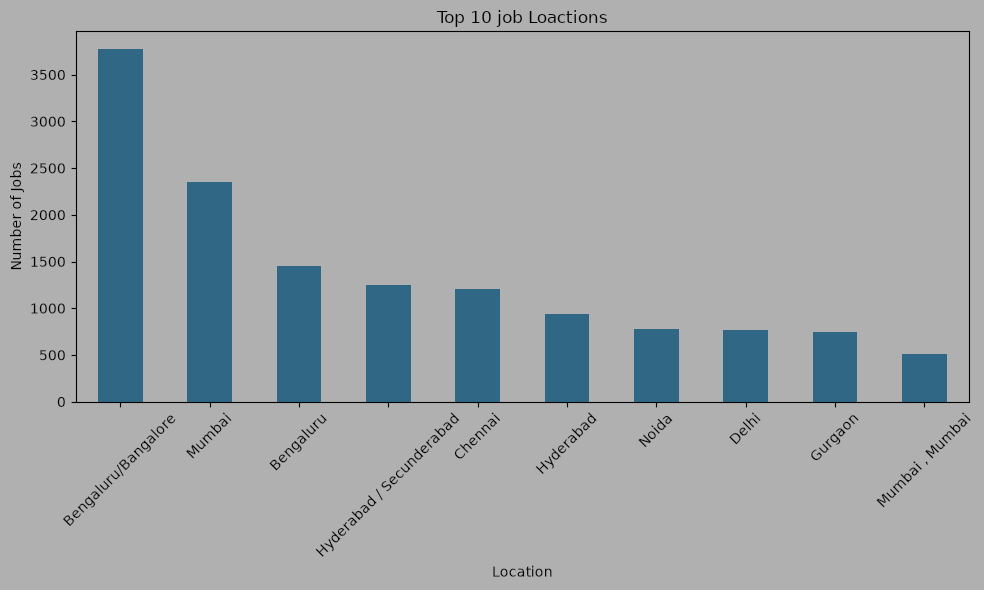 Top 10 job Loactions
Number of Jobs
3500
3000
2500
2000
1500
1000
500
0
Bengaluru/Bangalore
Mumbai
Bengaluru
Hyderabad / Secunderabad
Chennai
Hyderabad
Noida
Delhi
Gurgaon
Mumbai , Mumbai
Location